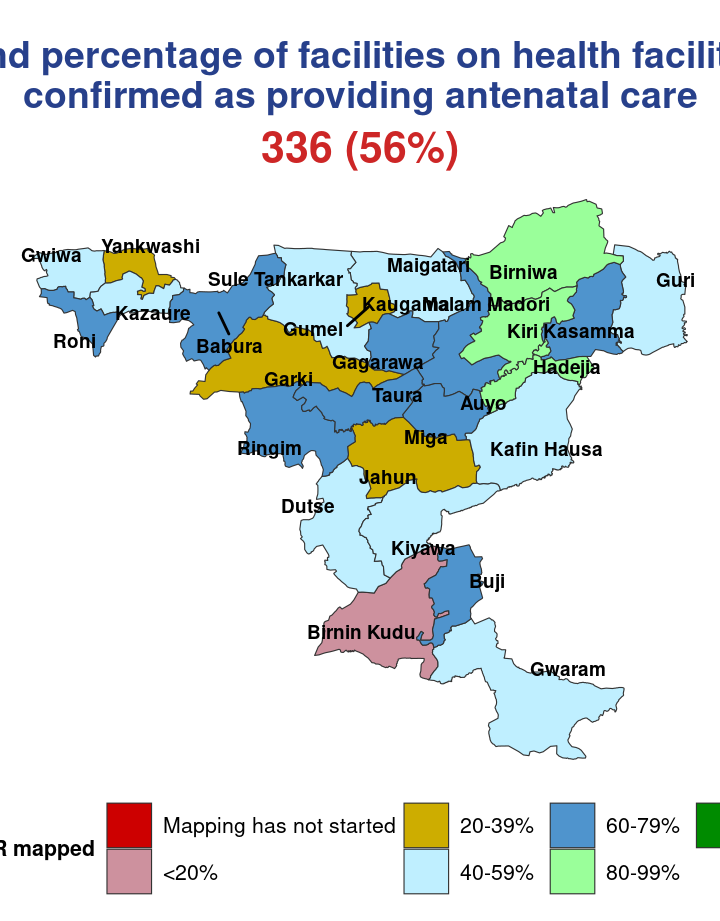 percentage of facilities on health
confirmed as providing antenatal care
336 (56%)
Gwiwa
Yankwashi
Sule Tankarkar
Maigatari
Birniwa
Guri
Kazaure
Roni
Babura
Gumel
Kaugama
Malam Madori
Kiri Kasamma
Gagarawa
Garki
Hadejia
Taura
Auyo
Ringim
Miga
Kafin Hausa
Jahun
Dutse
Kiyawa
Buji
Birnin Kudu
Gwaram
mapped
Mapping has not started
20-39%
60-79%
<20%
40-59%
80-99%